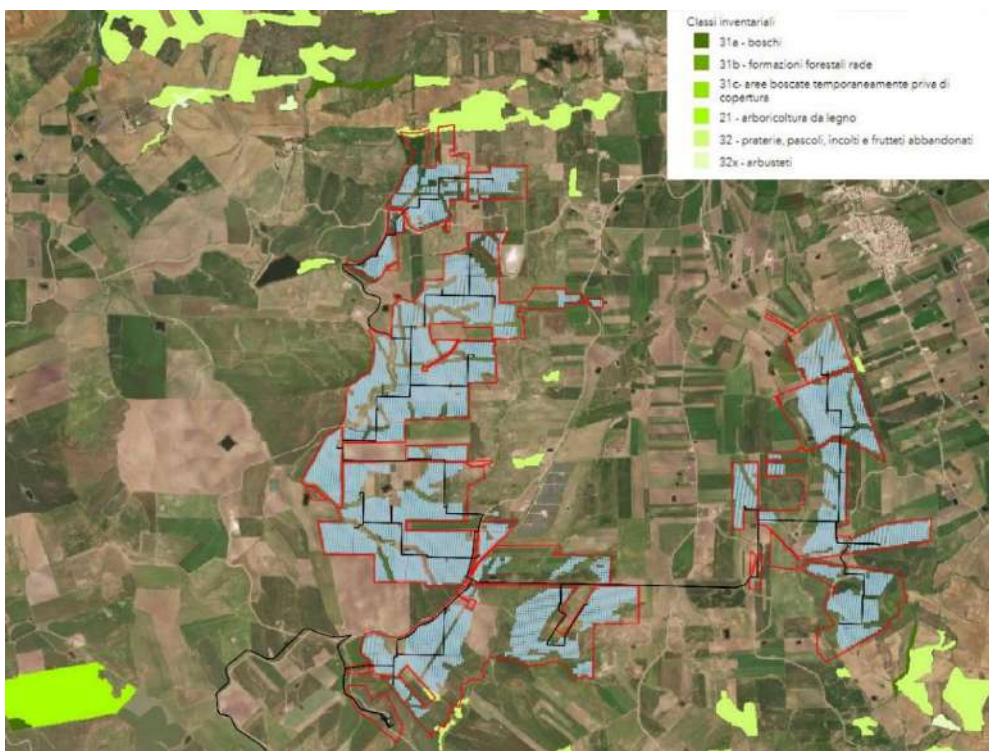 Classi inventariali
31a - boschi
31b - formazioni forestali rade
31c- aree boscate temporaneamente priva di
copertura
21 - arboricoltura da legno
32 - praterie, pascoli, incolti e frutteti abbandonati
32x - arbusteti